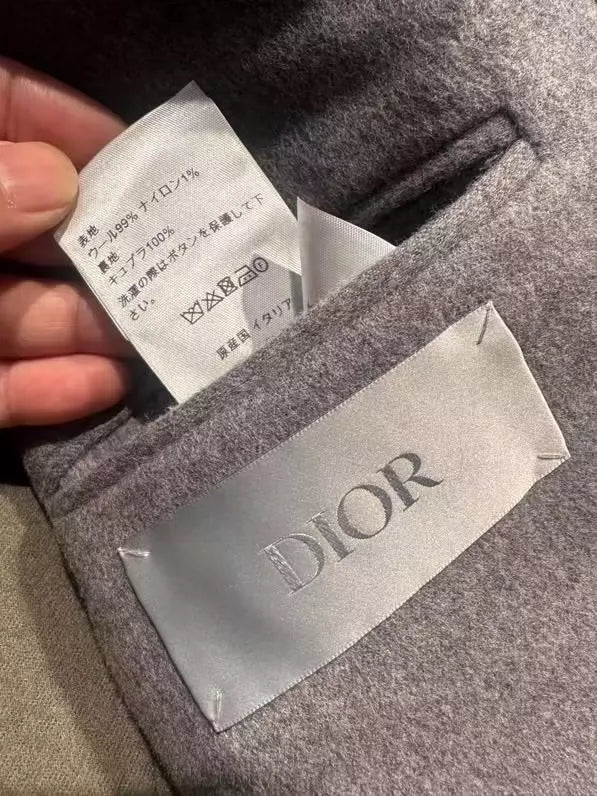 表地
ウール99% ナイロン1%
裏地
キュプラ100%
洗濯の際はボタンを保護して下
さい。
原産国 イタリア
DIOR